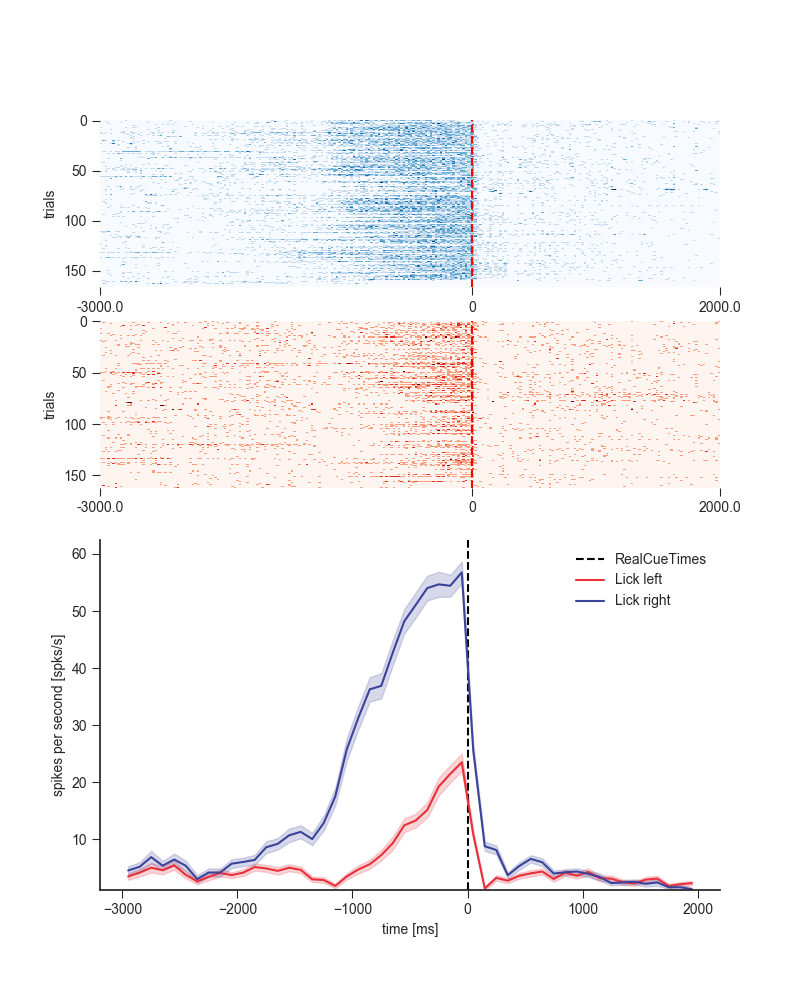 0
50
trials
100
150
-3000.0 0 2000.0
0
50
trials
100
150
-3000.0 0 2000.0
60
50
40
30
20
10
spikes per second [spks/s]
RealCueTimes
Lick left
Lick right
−3000 −2000 −1000 0 1000 2000
time [ms]